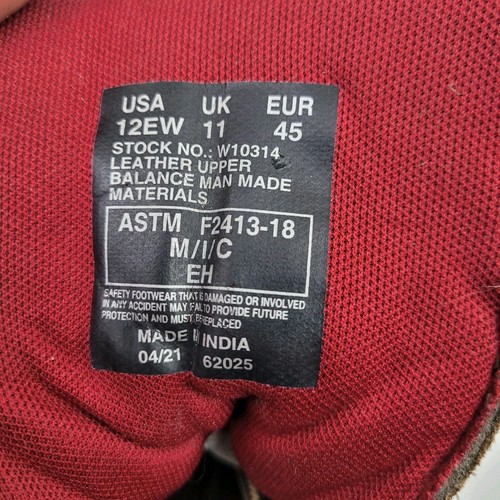 USA UK EUR
12EW 11 45
STOCK NO.: W10314
LEATHER UPPER
BALANCE MAN MADE
MATERIALS
ASTM F2413-18
M/I/C
EH
SAFETY FOOTWEAR THAT IS DAMAGED OR INVOLVED
IN ANY ACCIDENT MAY FAIL TO PROVIDE FUTURE
PROTECTION AND MUST BE REPLACED
MADE IN INDIA
04/21 62025